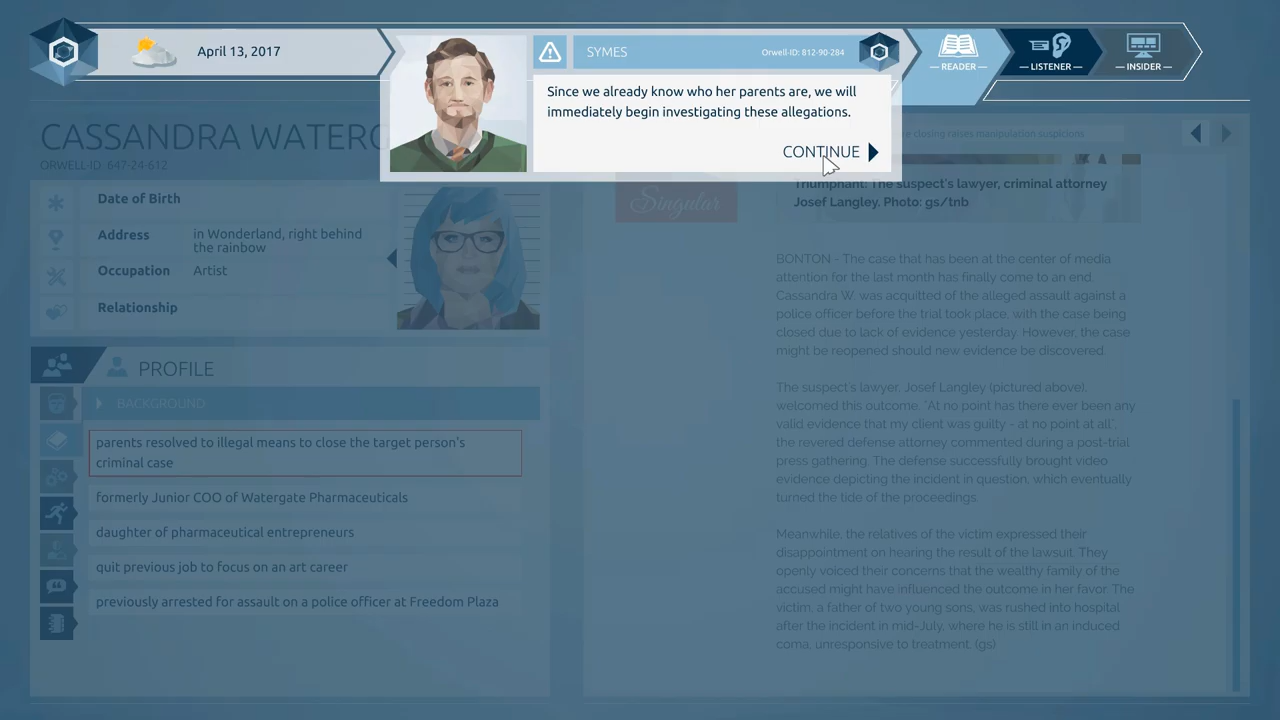 April 13, 2017
SYMES
Orwell-ID: 812-90-284
Since we already know who her parents are, we will
immediately begin investigating these allegations.
CONTINUE
READER
LISTENER
INSIDER
CASSANDRA WATERG
ORWELL-ID: 647-24-612
Date of Birth
Address
in Wonderland, right behind
the rainbow
Occupation
Artist
Relationship
PROFILE
BACKGROUND
parents resolved to illegal means to close the target person's
criminal case
formerly Junior COO of Watergate Pharmaceuticals
daughter of pharmaceutical entrepreneurs
quit previous job to focus on an art career
previously arrested for assault on a police officer at Freedom Plaza
closing raises manipulation suspicions
Singular
Triumphant: The suspect's lawyer, criminal attorney
Josef Langley. Photo: gs/tnb
BONTON - The case that has been at the center of media
attention for the last month has finally come to an end.
Cassandra W. was acquitted of the alleged assault against a
police officer before the trial took place, with the case being
closed due to lack of evidence yesterday. However, the case
might be reopened should new evidence be discovered.
The suspect's lawyer, Josef Langley (pictured above),
welcomed this outcome. "At no point has there ever been any
valid evidence that my client was guilty - at no point at all",
the revered defense attorney commented during a post-trial
press gathering. The defense successfully brought video
evidence depicting the incident in question, which eventually
turned the tide of the proceedings.
Meanwhile, the relatives of the victim expressed their
disappointment on hearing the result of the lawsuit. They
openly voiced their concerns that the wealthy family of the
accused might have influenced the outcome in her favor. The
victim, a father of two young sons, was rushed into hospital
after the incident in mid-July, where he is still in an induced
coma, unresponsive to treatment. (gs)